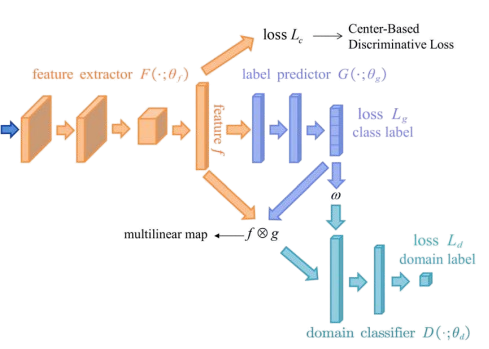 loss L_c
Center-Based
Discriminative Loss
feature extractor F(·;θ_f)
label predictor G(·;θ_g)
feature f
loss L_g
class label
ω
multilinear map
f ⊗ g
loss L_d
domain label
domain classifier D(·;θ_d)